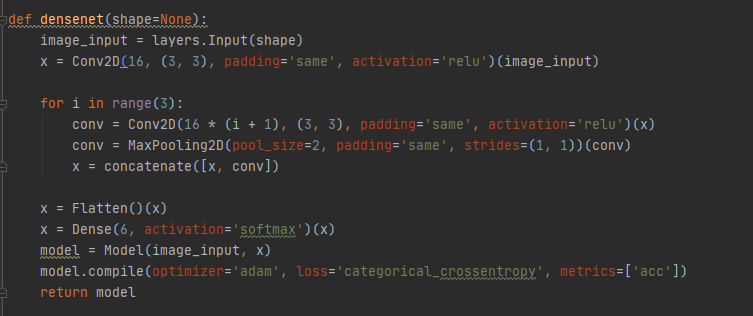 def densenet(shape=None):
    image_input = layers.Input(shape)
    x = Conv2D(16, (3, 3), padding='same', activation='relu')(image_input)

    for i in range(3):
        conv = Conv2D(16 * (i + 1), (3, 3), padding='same', activation='relu')(x)
        conv = MaxPooling2D(pool_size=2, padding='same', strides=(1, 1))(conv)
        x = concatenate([x, conv])

    x = Flatten()(x)
    x = Dense(6, activation='softmax')(x)
    model = Model(image_input, x)
    model.compile(optimizer='adam', loss='categorical_crossentropy', metrics=['acc'])
    return model